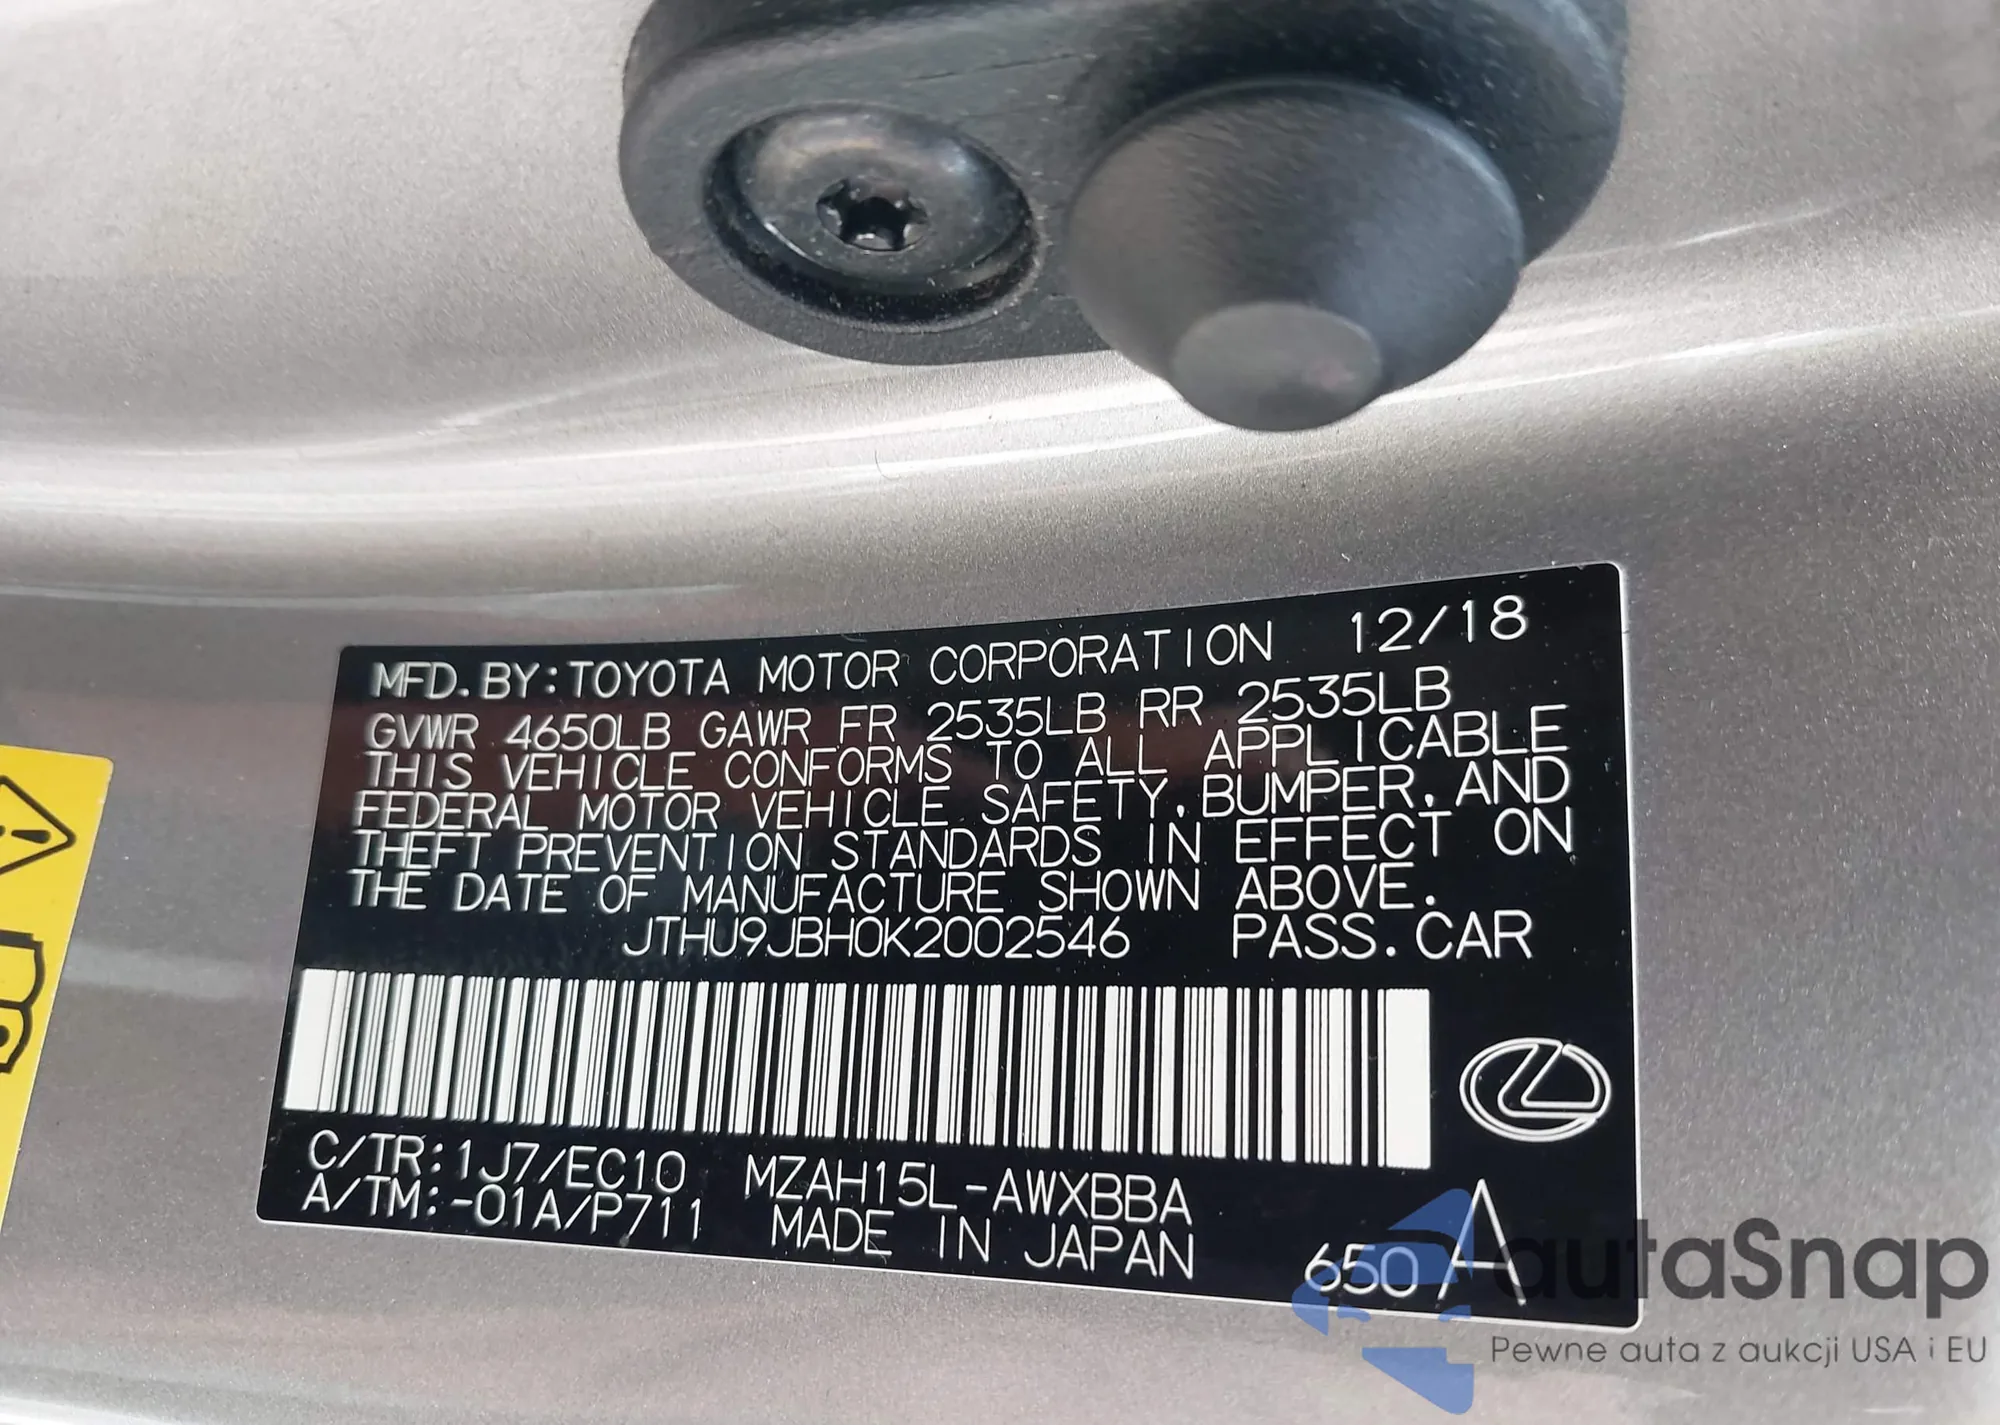 MFD. BY: TOYOTA MOTOR CORPORATION 12/18
GVWR 4650LB GAWR FR 2535LB RR 2535LB
THIS VEHICLE CONFORMS TO ALL APPLICABLE
FEDERAL MOTOR VEHICLE SAFETY, BUMPER, AND
THEFT PREVENTION STANDARDS IN EFFECT ON
THE DATE OF MANUFACTURE SHOWN ABOVE.
JTHU9JBH0K2002546 PASS. CAR
C/TR: 1J7/EC10 MZAH15L-AWXBBA
A/TM: -01A/P711 MADE IN JAPAN
650 A
autaSnap
Pewne auta z aukcji USA i EU